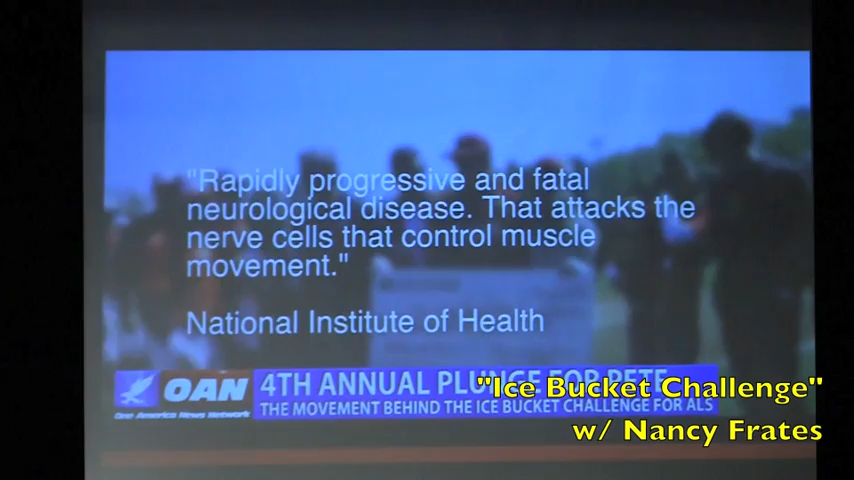 "Rapidly progressive and fatal
neurological disease. That attacks the
nerve cells that control muscle
movement."
National Institute of Health
OAN
One America News Network
4TH ANNUAL PLUNGE FOR PETE
THE MOVEMENT BEHIND THE ICE BUCKET CHALLENGE FOR ALS
"Ice Bucket Challenge"
w/ Nancy Frates